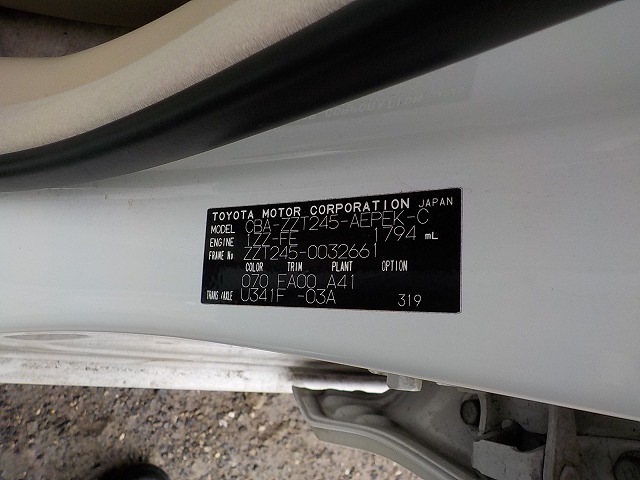 TOYOTA MOTOR CORPORATION JAPAN
MODEL CBA-ZZT245-AEPEK-C
ENGINE 1ZZ-FE 1794 mL
FRAME No. ZZT245-0032661
COLOR TRIM PLANT OPTION
070 FA00 A41
TRANS/AXLE U341F -03A 319